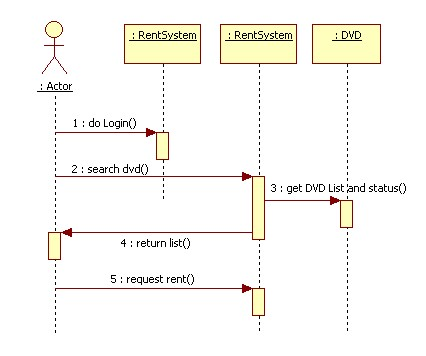 : RentSystem
: RentSystem
: DVD
: Actor
1 : do Login()
2 : search dvd()
3 : get DVD List and status()
4 : return list()
5 : request rent()